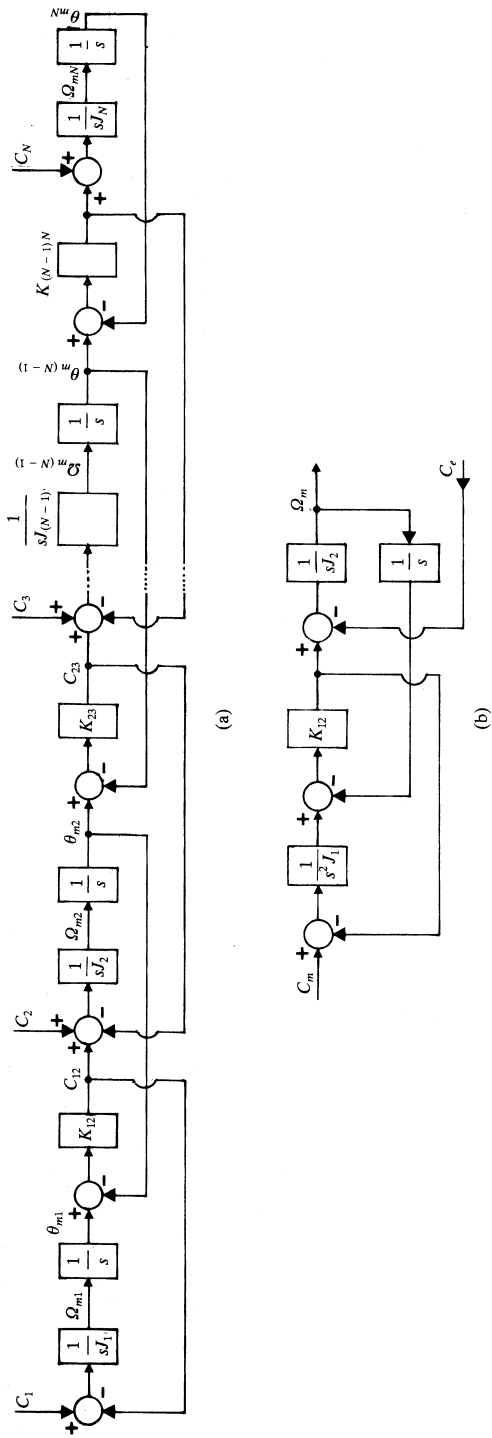 C₁
+
−
1/sJ₁
Ω_m1
1/s
θ_m1
+
−
K₁₂
C₁₂
C₂
+
+
−
1/sJ₂
Ω_m2
1/s
θ_m2
+
−
K₂₃
C₂₃
C₃
+
+
−
1/sJ_(N−1)
Ω_m(N−1)
1/s
θ_m(N−1)
+
−
K_(N−1)N
C_N
+
+
1/sJ_N
Ω_mN
1/s
θ_mN
(a)
C_m
+
−
1/s²J₁
+
−
K₁₂
+
−
1/sJ₂
Ω_m
1/s
C_e
(b)